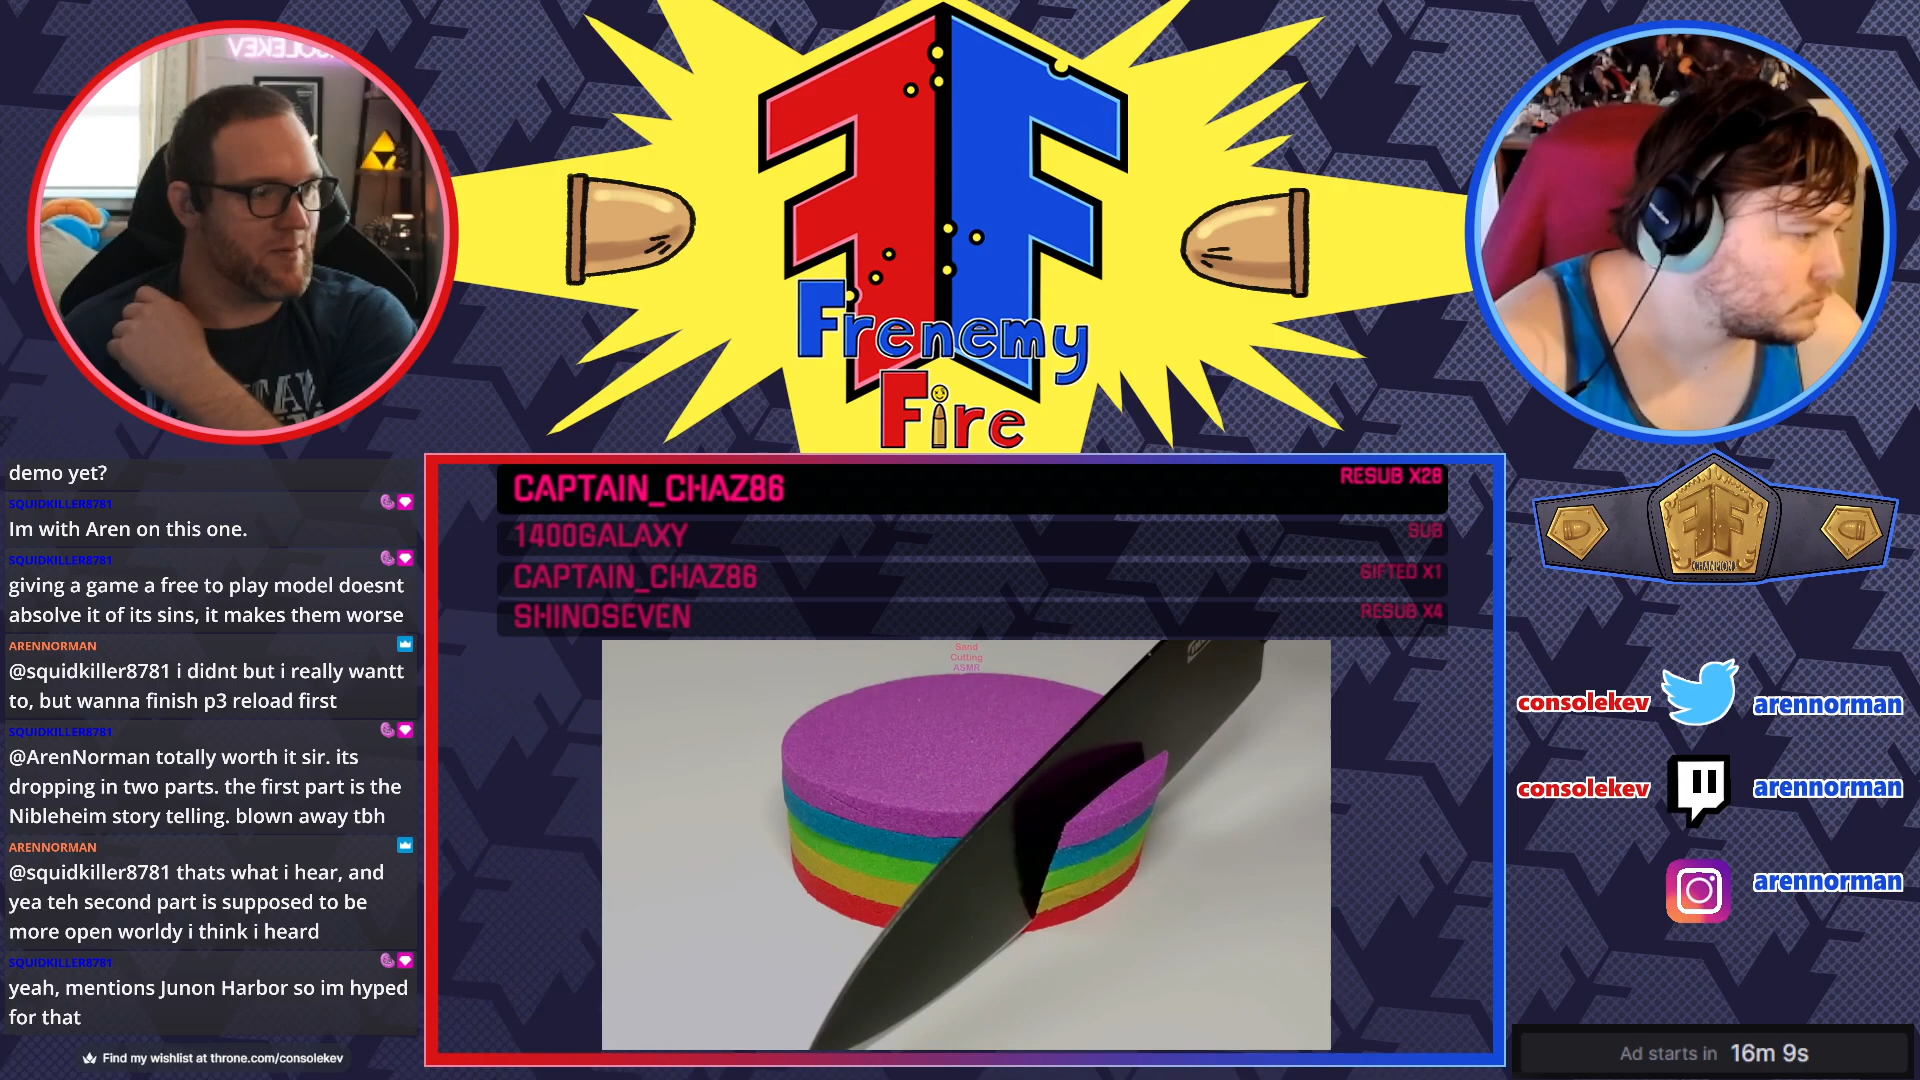 Frenemy
Fire
demo yet?
SQUIDKILLER8781
Im with Aren on this one.
SQUIDKILLER8781
giving a game a free to play model doesnt
absolve it of its sins, it makes them worse
ARENNORMAN
@squidkiller8781 i didnt but i really wantt
to, but wanna finish p3 reload first
SQUIDKILLER8781
@ArenNorman totally worth it sir. its
dropping in two parts. the first part is the
Nibleheim story telling. blown away tbh
ARENNORMAN
@squidkiller8781 thats what i hear, and
yea teh second part is supposed to be
more open worldy i think i heard
SQUIDKILLER8781
yeah, mentions Junon Harbor so im hyped
for that
Find my wishlist at throne.com/consolekev
CAPTAIN_CHAZ86 RESUB X28
1400GALAXY SUB
CAPTAIN_CHAZ86 GIFTED X1
SHINOSEVEN RESUB X4
Sand
Cutting
ASMR
FF
CHAMPION
consolekev arennorman
consolekev arennorman
arennorman
Ad starts in 16m 9s